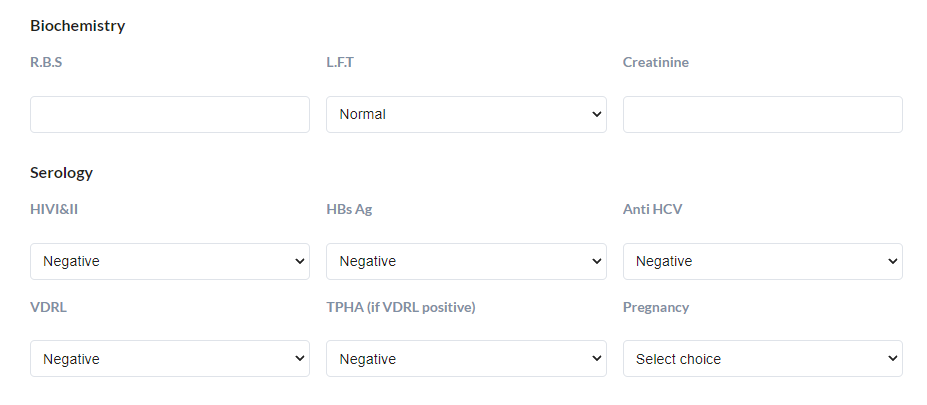 Biochemistry
R.B.S L.F.T Creatinine
Normal
Serology
HIVI&II HBs Ag Anti HCV
Negative Negative Negative
VDRL TPHA (if VDRL positive) Pregnancy
Negative Negative Select choice